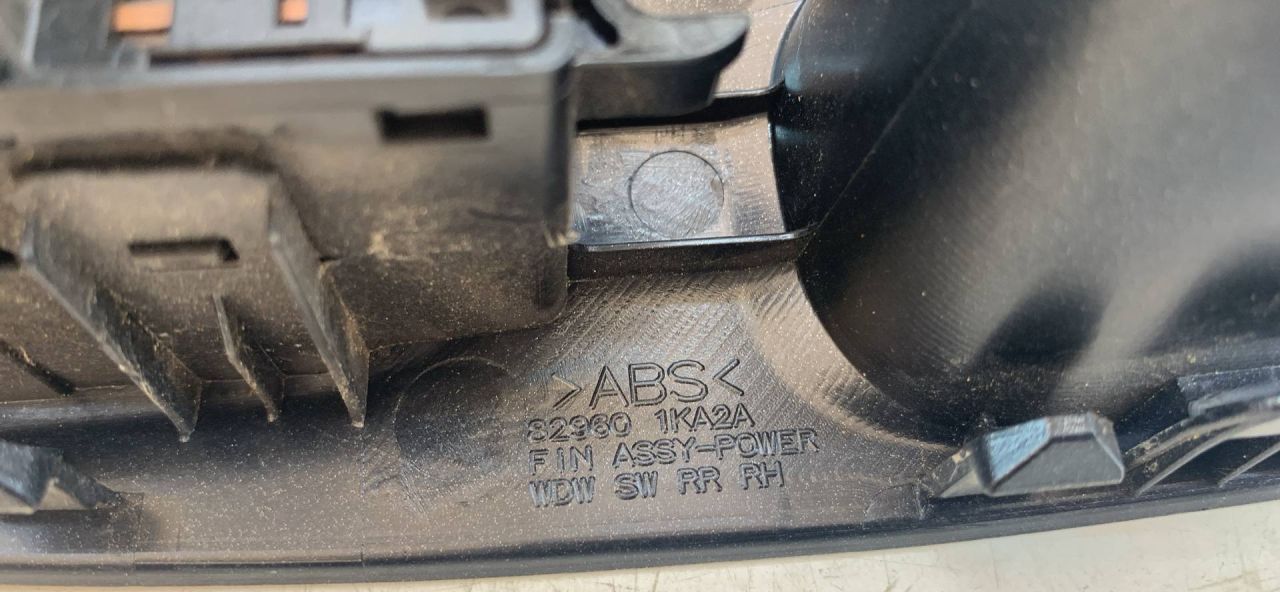 >ABS<
82960 1KA2A
FIN ASSY-POWER
WDW SW RR RH